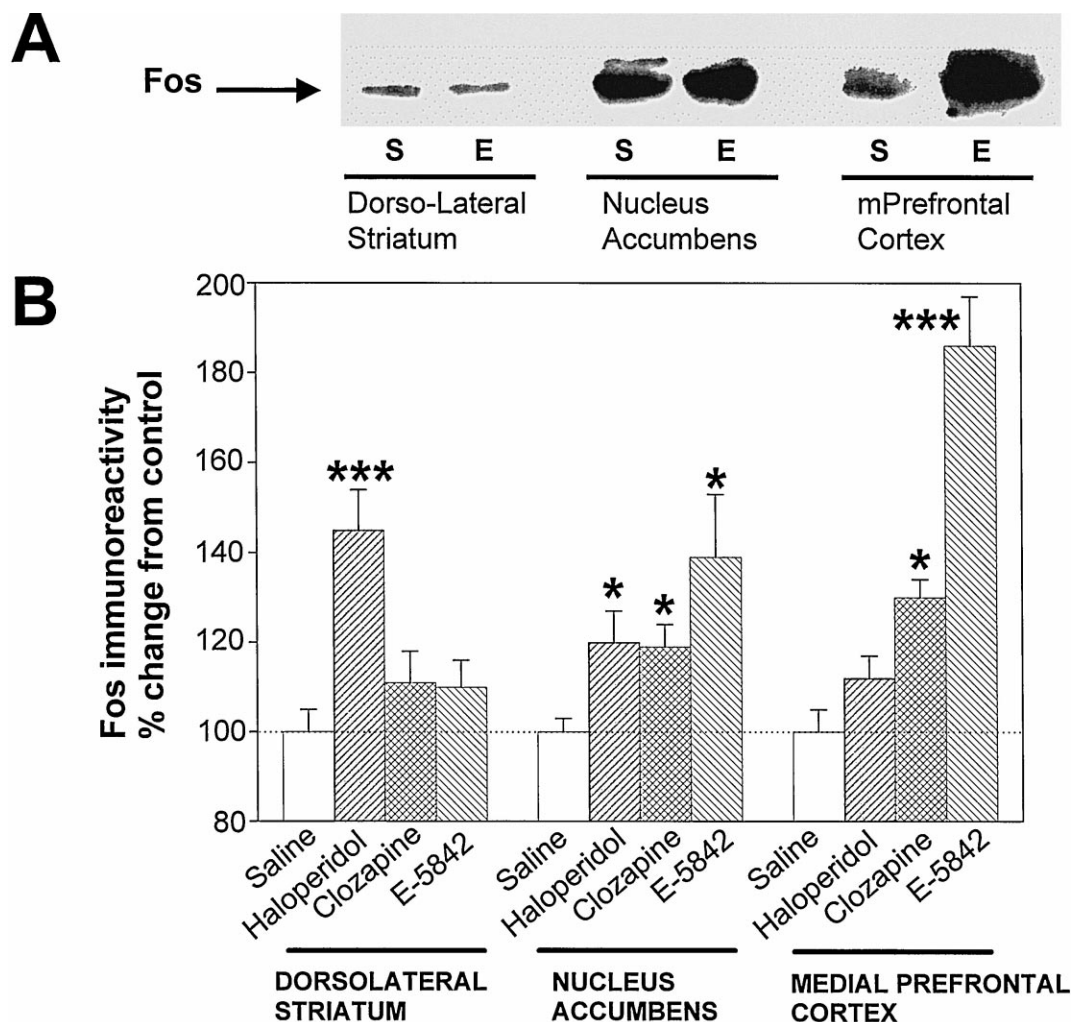 A
Fos
S E S E S E
Dorso-Lateral
Striatum
Nucleus
Accumbens
mPrefrontal
Cortex
B
Fos immunoreactivity
% change from control
200
180
160
140
120
100
80
***
*
*
*
*
***
Saline
Haloperidol
Clozapine
E-5842
Saline
Haloperidol
Clozapine
E-5842
Saline
Haloperidol
Clozapine
E-5842
DORSOLATERAL
STRIATUM
NUCLEUS
ACCUMBENS
MEDIAL PREFRONTAL
CORTEX